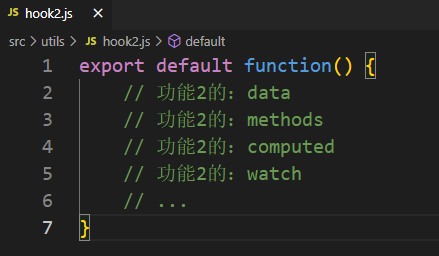 JS hook2.js ×
src > utils > JS hook2.js > default
1 export default function() {
2 // 功能2的: data
3 // 功能2的: methods
4 // 功能2的: computed
5 // 功能2的: watch
6 // ...
7 }